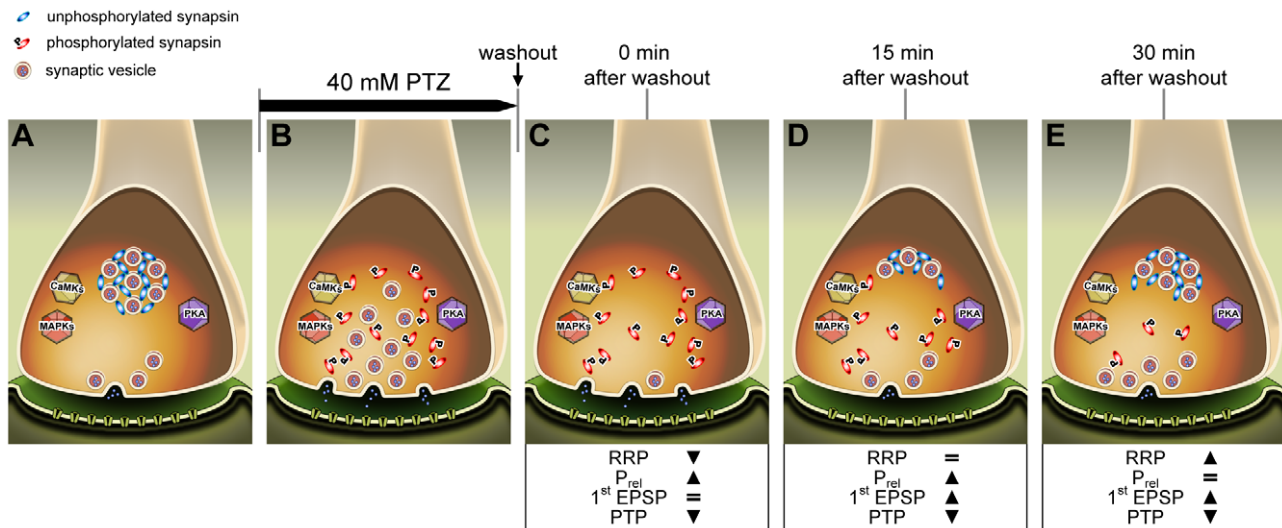 unphosphorylated synapsin
P phosphorylated synapsin
synaptic vesicle
40 mM PTZ
washout
0 min
after washout
15 min
after washout
30 min
after washout
A
CaMKs
MAPKs
PKA
B
P P
CaMKs P P
MAPKs P P PKA
P P P P P
C
P P
CaMKs P P
MAPKs P P P PKA
P P P P P
D
CaMKs P
MAPKs P P PKA
P P P P
E
CaMKs
MAPKs PKA
P P
P
RRP ▼
Prel ▲
1st EPSP =
PTP ▼
RRP =
Prel ▲
1st EPSP ▲
PTP ▼
RRP ▲
Prel =
1st EPSP ▲
PTP ▼